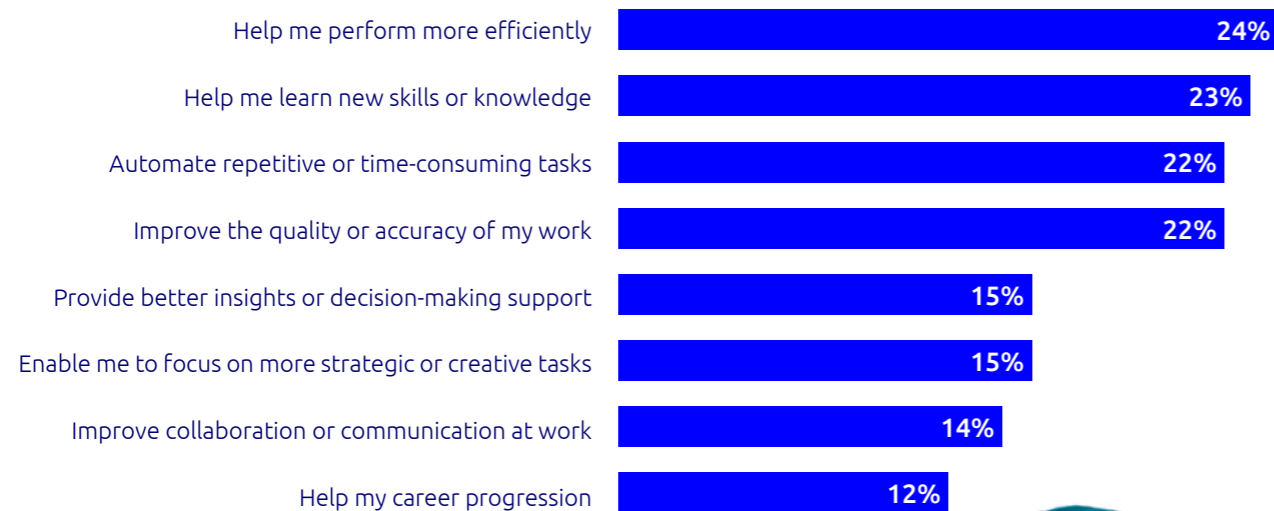 Help me perform more efficiently 24%
Help me learn new skills or knowledge 23%
Automate repetitive or time-consuming tasks 22%
Improve the quality or accuracy of my work 22%
Provide better insights or decision-making support 15%
Enable me to focus on more strategic or creative tasks 15%
Improve collaboration or communication at work 14%
Help my career progression 12%